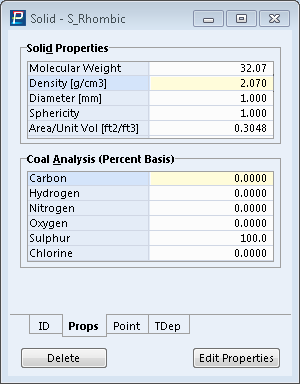 Solid - S_Rhombic
Solid Properties
Molecular Weight 32.07
Density [g/cm3] 2.070
Diameter [mm] 1.000
Sphericity 1.000
Area/Unit Vol [ft2/ft3] 0.3048
Coal Analysis (Percent Basis)
Carbon 0.0000
Hydrogen 0.0000
Nitrogen 0.0000
Oxygen 0.0000
Sulphur 100.0
Chlorine 0.0000
ID Props Point TDep
Delete Edit Properties